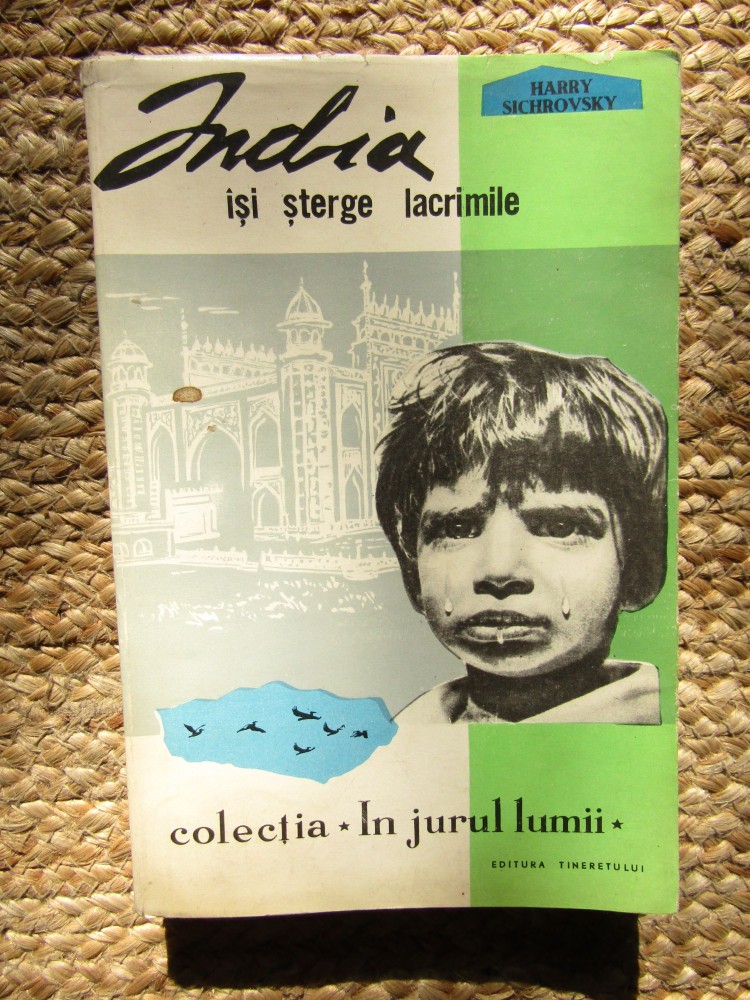 HARRY
SICHROVSKY
India
își șterge lacrimile
colecția ★ In jurul lumii ★
EDITURA TINERETULUI